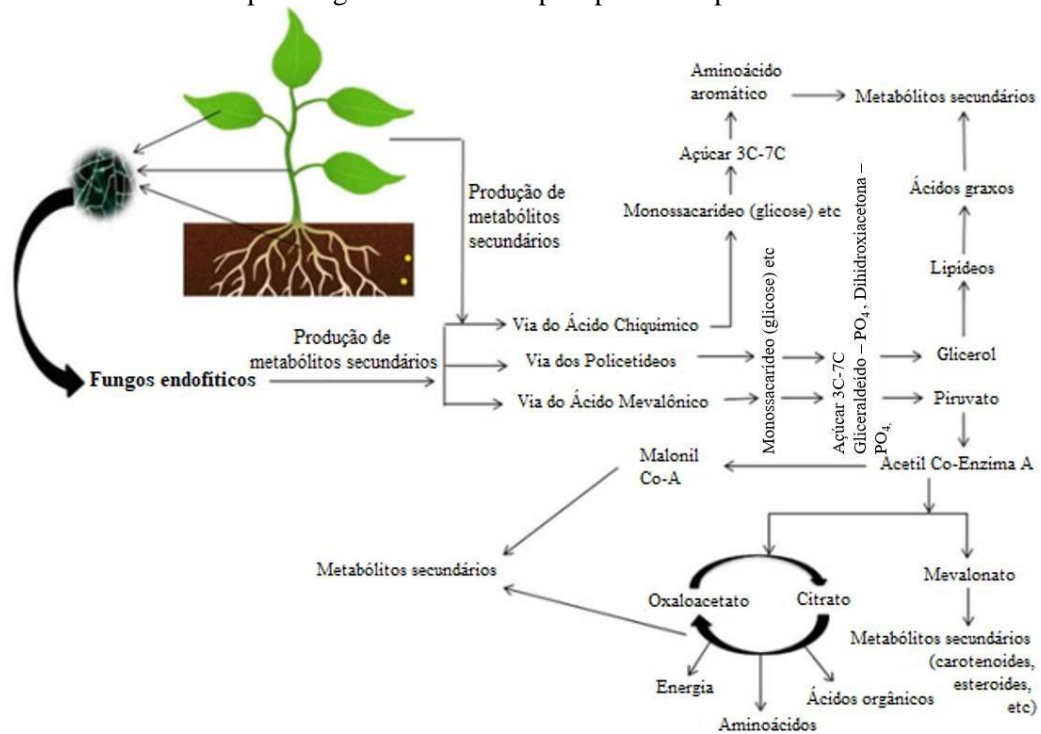 Aminoácido
aromático
Metabólitos secundários
Açúcar 3C-7C
Ácidos graxos
Produção de
metabólitos
secundários
Monossacarídeo (glicose) etc
Lipídeos
Produção de
metabólitos secundários
Via do Ácido Chiquímico
Fungos endofíticos
Via dos Policetídeos
Via do Ácido Mevalônico
Monossacarídeo (glicose) etc
Açúcar 3C-7C
Gliceraldeído – PO4, Dihidroxiacetona –
PO4,
Glicerol
Piruvato
Malonil
Co-A
Acetil Co-Enzima A
Metabólitos secundários
Oxaloacetato
Citrato
Mevalonato
Metabólitos secundários
(carotenoides,
esteroides,
etc)
Energia
Ácidos orgânicos
Aminoácidos